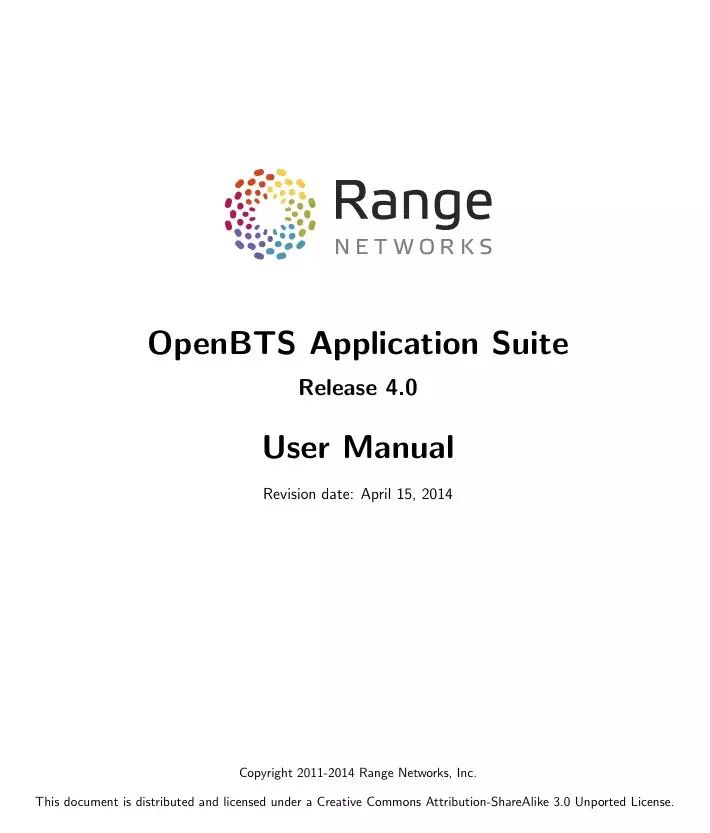 Range
NETWORKS
OpenBTS Application Suite
Release 4.0
User Manual
Revision date: April 15, 2014
Copyright 2011-2014 Range Networks, Inc.
This document is distributed and licensed under a Creative Commons Attribution-ShareAlike 3.0 Unported License.